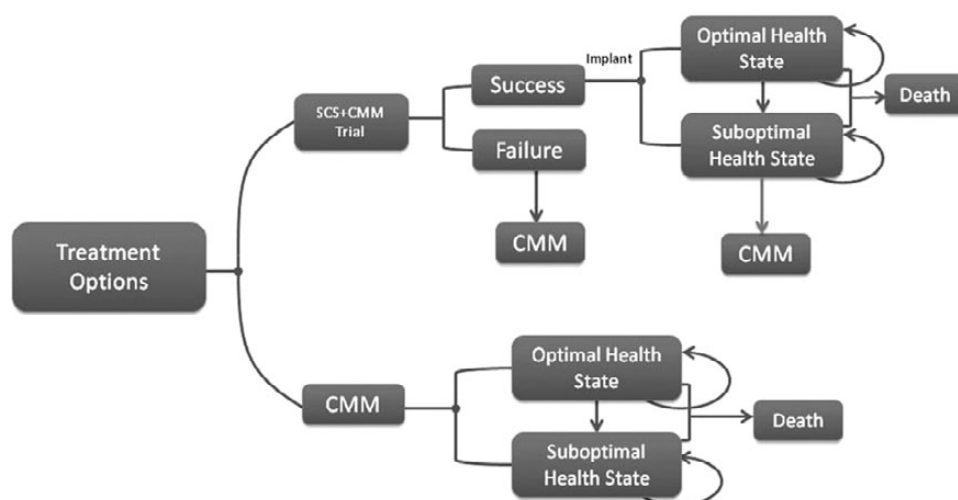 Optimal Health
State
Implant
Success
Death
SCS+CMM
Trial
Failure
Suboptimal
Health State
CMM
CMM
Treatment
Options
Optimal Health
State
CMM
Death
Suboptimal
Health State